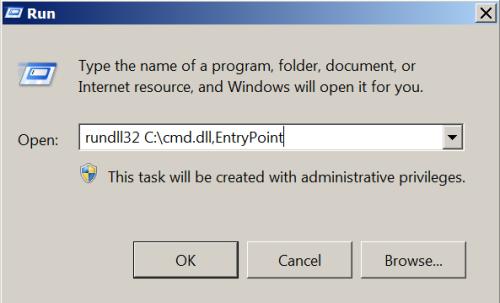 Run
Type the name of a program, folder, document, or
Internet resource, and Windows will open it for you.
Open: rundll32 C:\cmd.dll,EntryPoint
This task will be created with administrative privileges.
OK Cancel Browse...